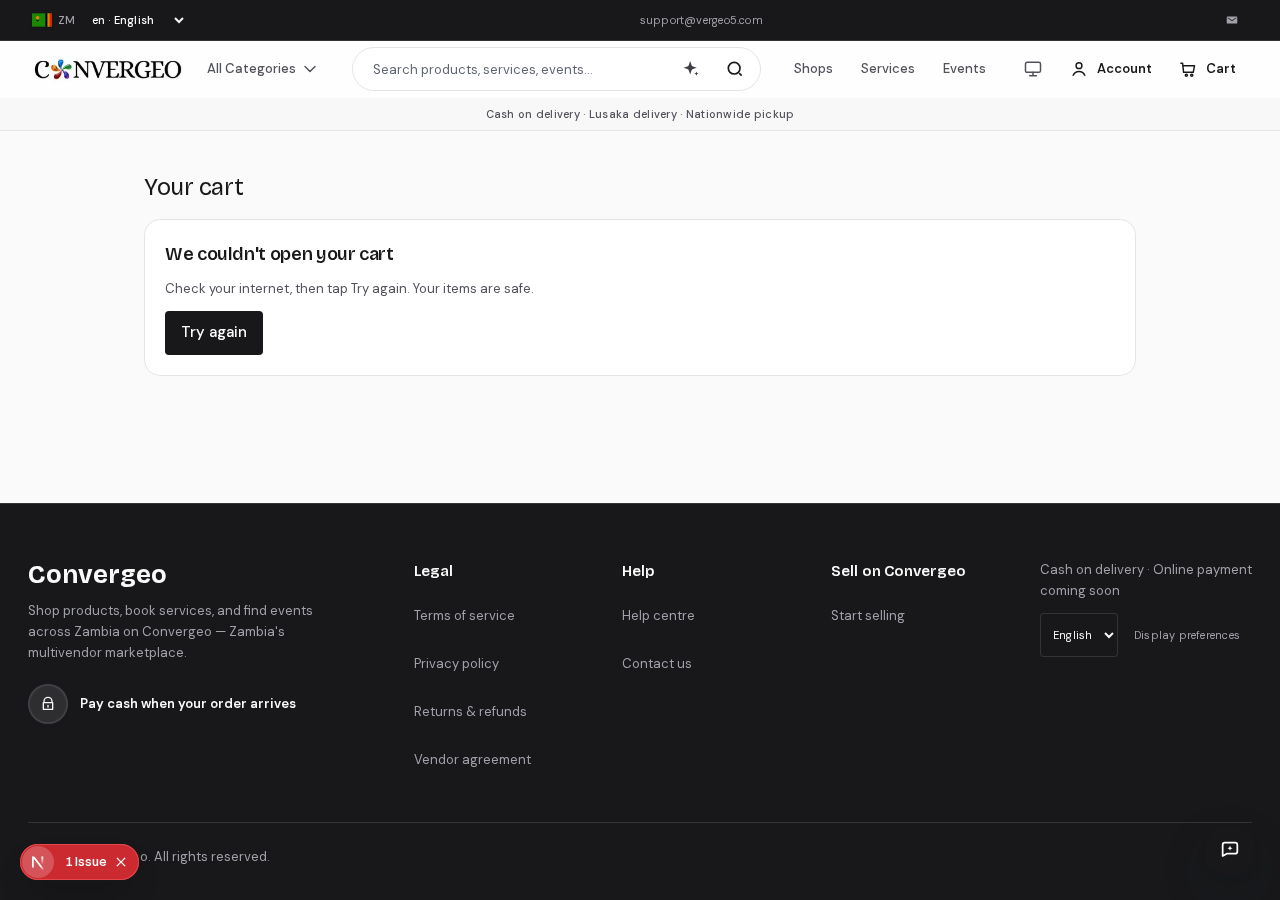 ZM
en · English
support@vergeo5.com
CONVERGEO
All Categories
Search products, services, events...
Shops
Services
Events
Account
Cart
Cash on delivery · Lusaka delivery · Nationwide pickup
Your cart
We couldn't open your cart
Check your internet, then tap Try again. Your items are safe.
Try again
Convergeo
Shop products, book services, and find events
across Zambia on Convergeo — Zambia's
multivendor marketplace.
Pay cash when your order arrives
Legal
Terms of service
Privacy policy
Returns & refunds
Vendor agreement
Help
Help centre
Contact us
Sell on Convergeo
Start selling
Cash on delivery · Online payment
coming soon
English
Display preferences
N
1 Issue
o. All rights reserved.